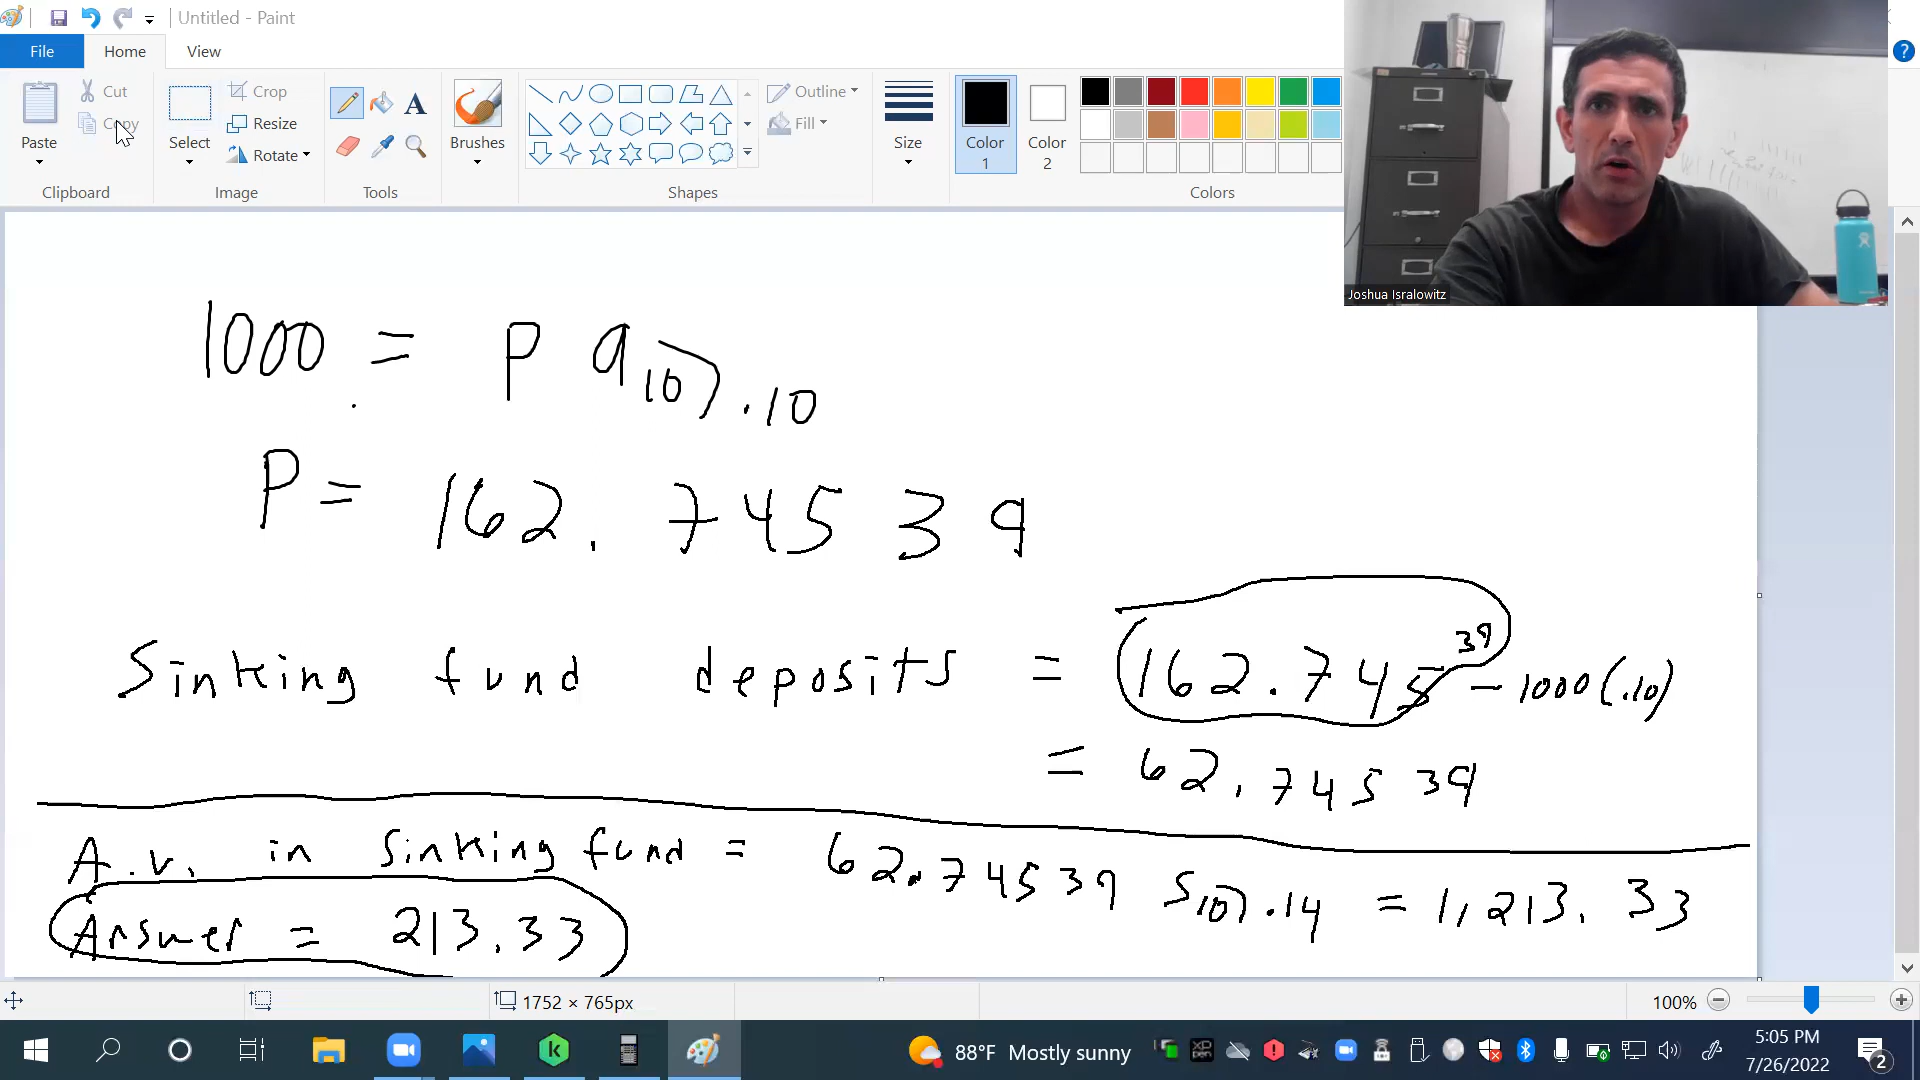 Untitled - Paint
File Home View
Paste
Cut
Copy
Clipboard
Select
Crop
Resize
Rotate
Image
Tools
Brushes
Shapes
Outline
Fill
Size
Color 1
Color 2
Colors
Joshua Isralowitz
1000 = P a10⌉.10
P = 162.74539
Sinking fund deposits = 162.74539 - 1000(.10)
= 62.74539
A.V. in sinking fund = 62.74539 S10⌉.14 = 1,213.33
Answer = 213.33
1752 × 765px
100%
88°F Mostly sunny
5:05 PM
7/26/2022
2